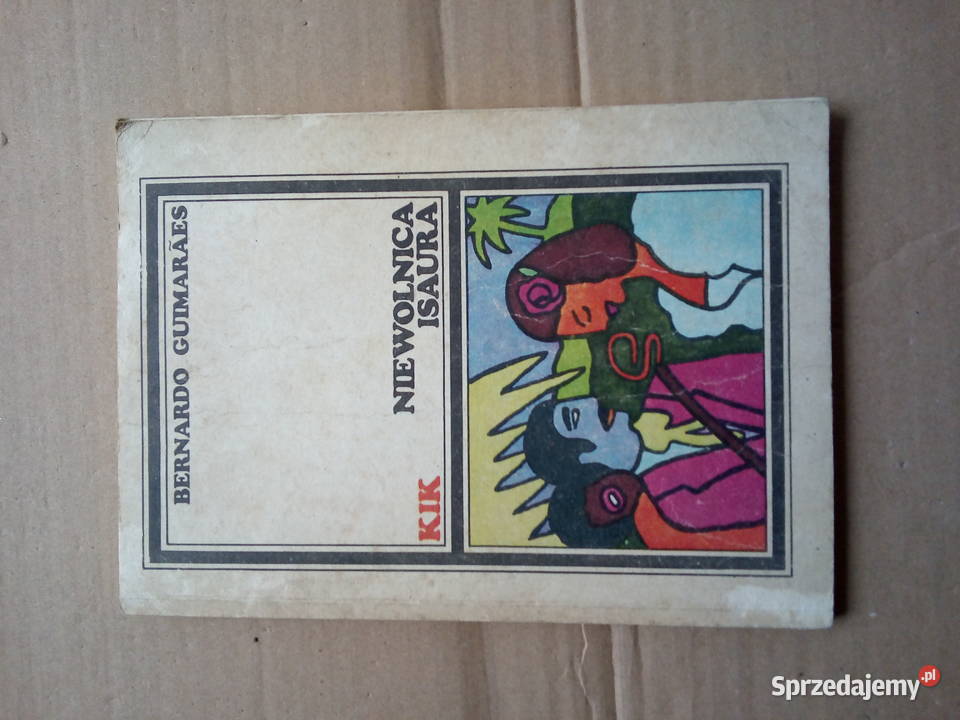 BERNARDO GUIMARÃES
NIEWOLNICA
ISAURA
KIK
Sprzedajemy.pl